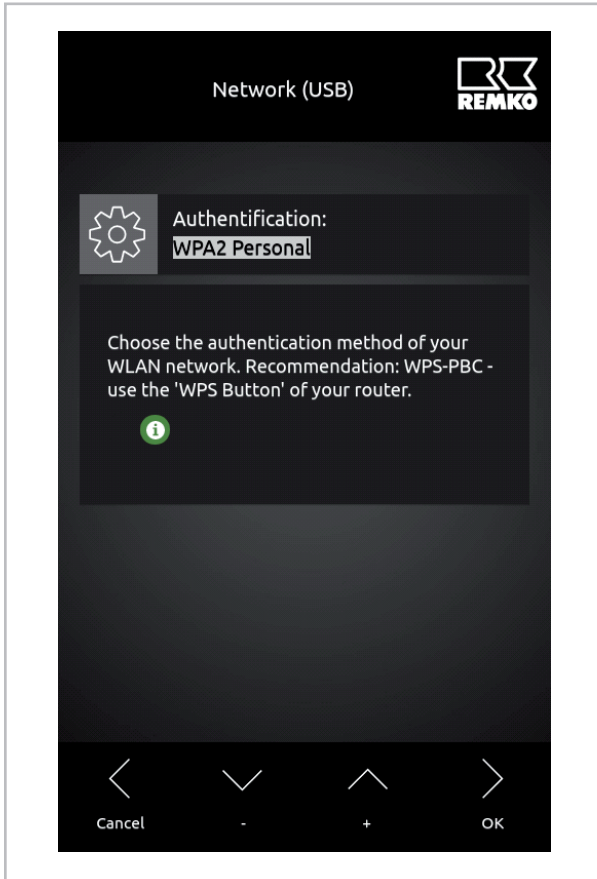 Network (USB)
REMKO
Authentification:
WPA2 Personal
Choose the authentication method of your
WLAN network. Recommendation: WPS-PBC -
use the 'WPS Button' of your router.
i
Cancel
-
+
OK